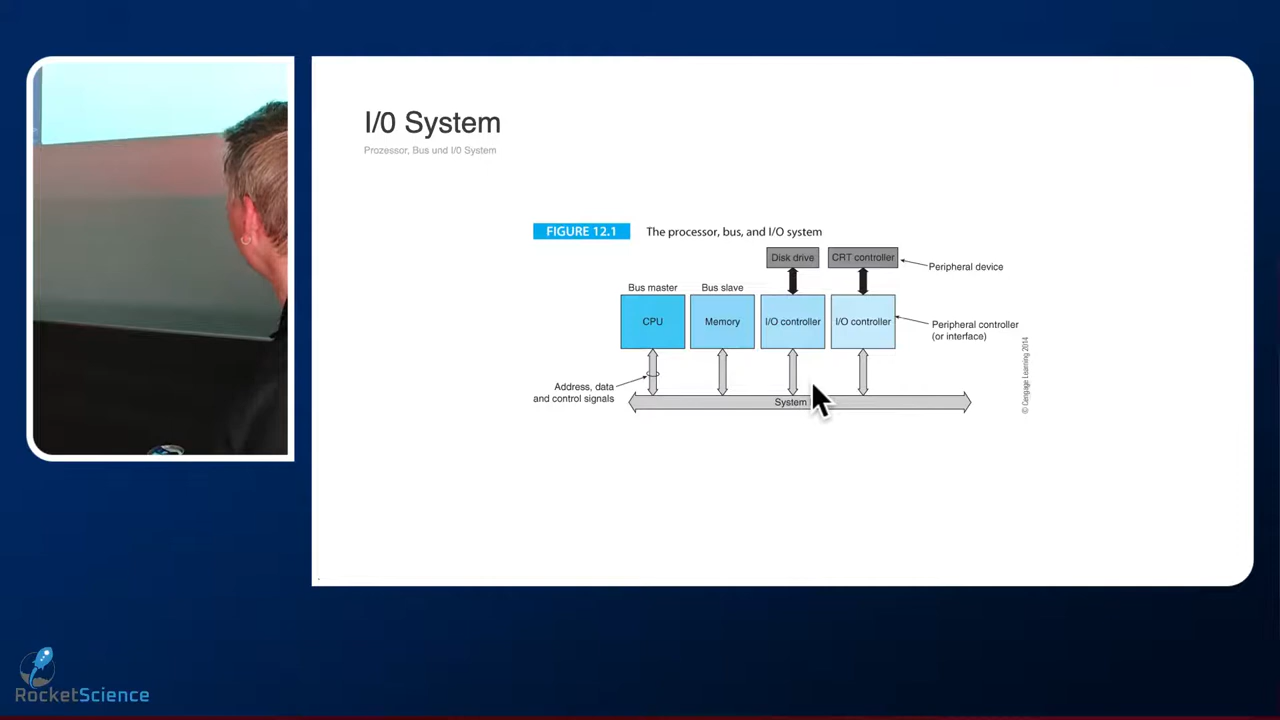 I/0 System
Prozessor, Bus und I/0 System
FIGURE 12.1 The processor, bus, and I/O system
Disk drive
CRT controller
Peripheral device
Bus master
Bus slave
CPU
Memory
I/O controller
I/O controller
Peripheral controller
(or interface)
Address, data
and control signals
System
© Cengage Learning 2014
RocketScience